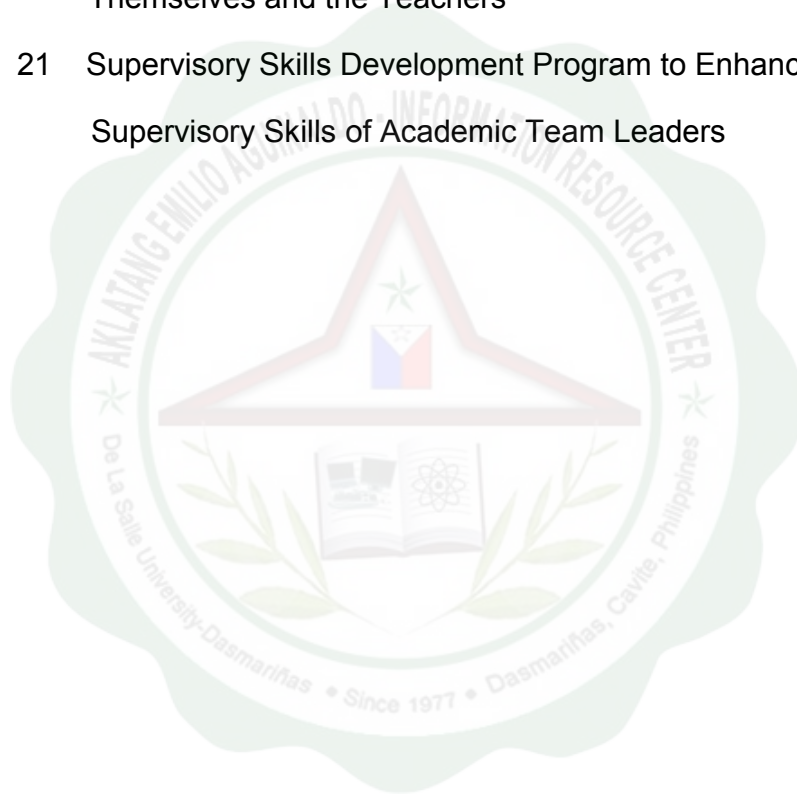 Themselves and the Teachers
21 Supervisory Skills Development Program to Enhanc
Supervisory Skills of Academic Team Leaders
AKLATANG EMILIO AGUINALDO - INFORMATION RESOURCE CENTER
De La Salle University-Dasmariñas • Since 1977 • Dasmariñas, Cavite, Philippines